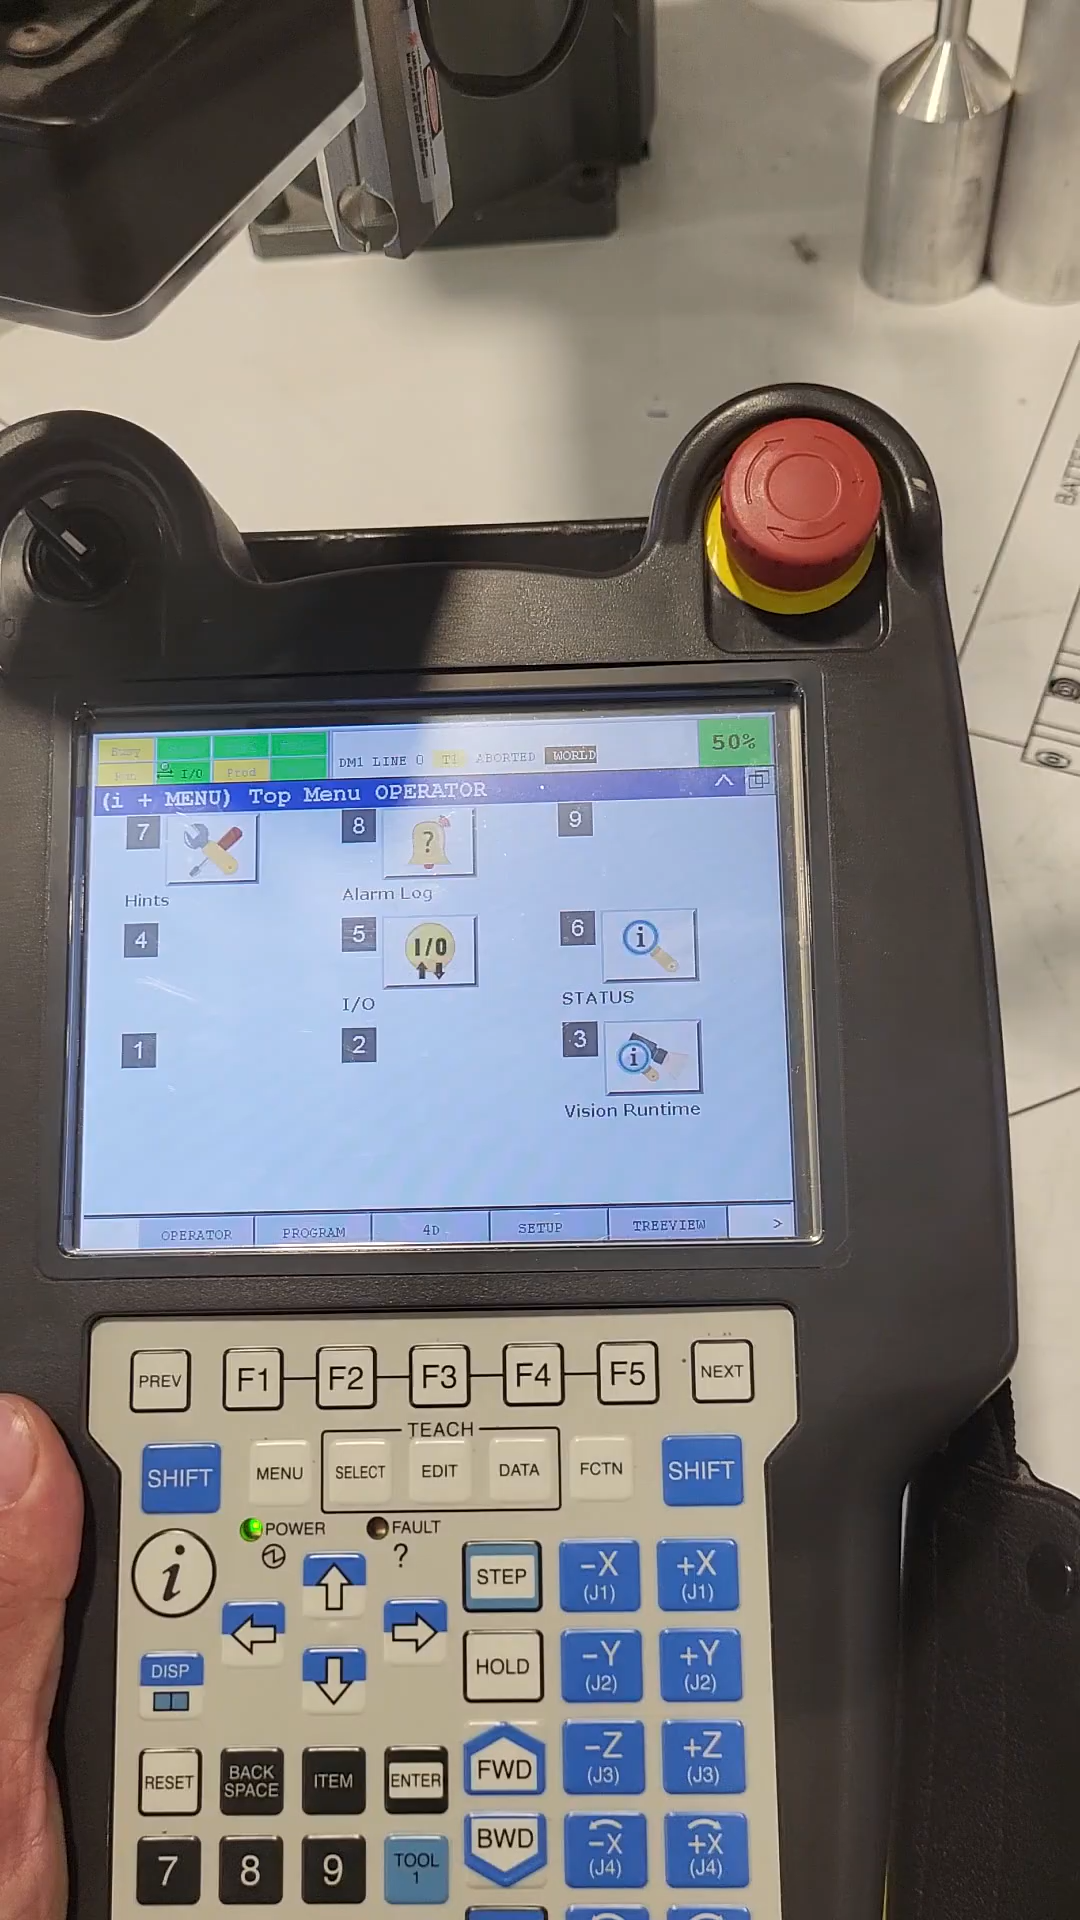 BATTE
Busy
Run I/O Prod
DM1 LINE 0 T1 ABORTED WORLD
50%
(i + MENU) Top Menu OPERATOR
7 8 9
Hints Alarm Log
4 5 I/O 6 i
I/O STATUS
1 2 3 i
Vision Runtime
OPERATOR PROGRAM 4D SETUP TREEVIEW >
PREV F1 F2 F3 F4 F5 NEXT
TEACH
SHIFT MENU SELECT EDIT DATA FCTN SHIFT
POWER FAULT
i ? STEP -X (J1) +X (J1)
DISP HOLD -Y (J2) +Y (J2)
RESET BACK SPACE ITEM ENTER FWD -Z (J3) +Z (J3)
7 8 9 TOOL 1 BWD -X (J4) +X (J4)